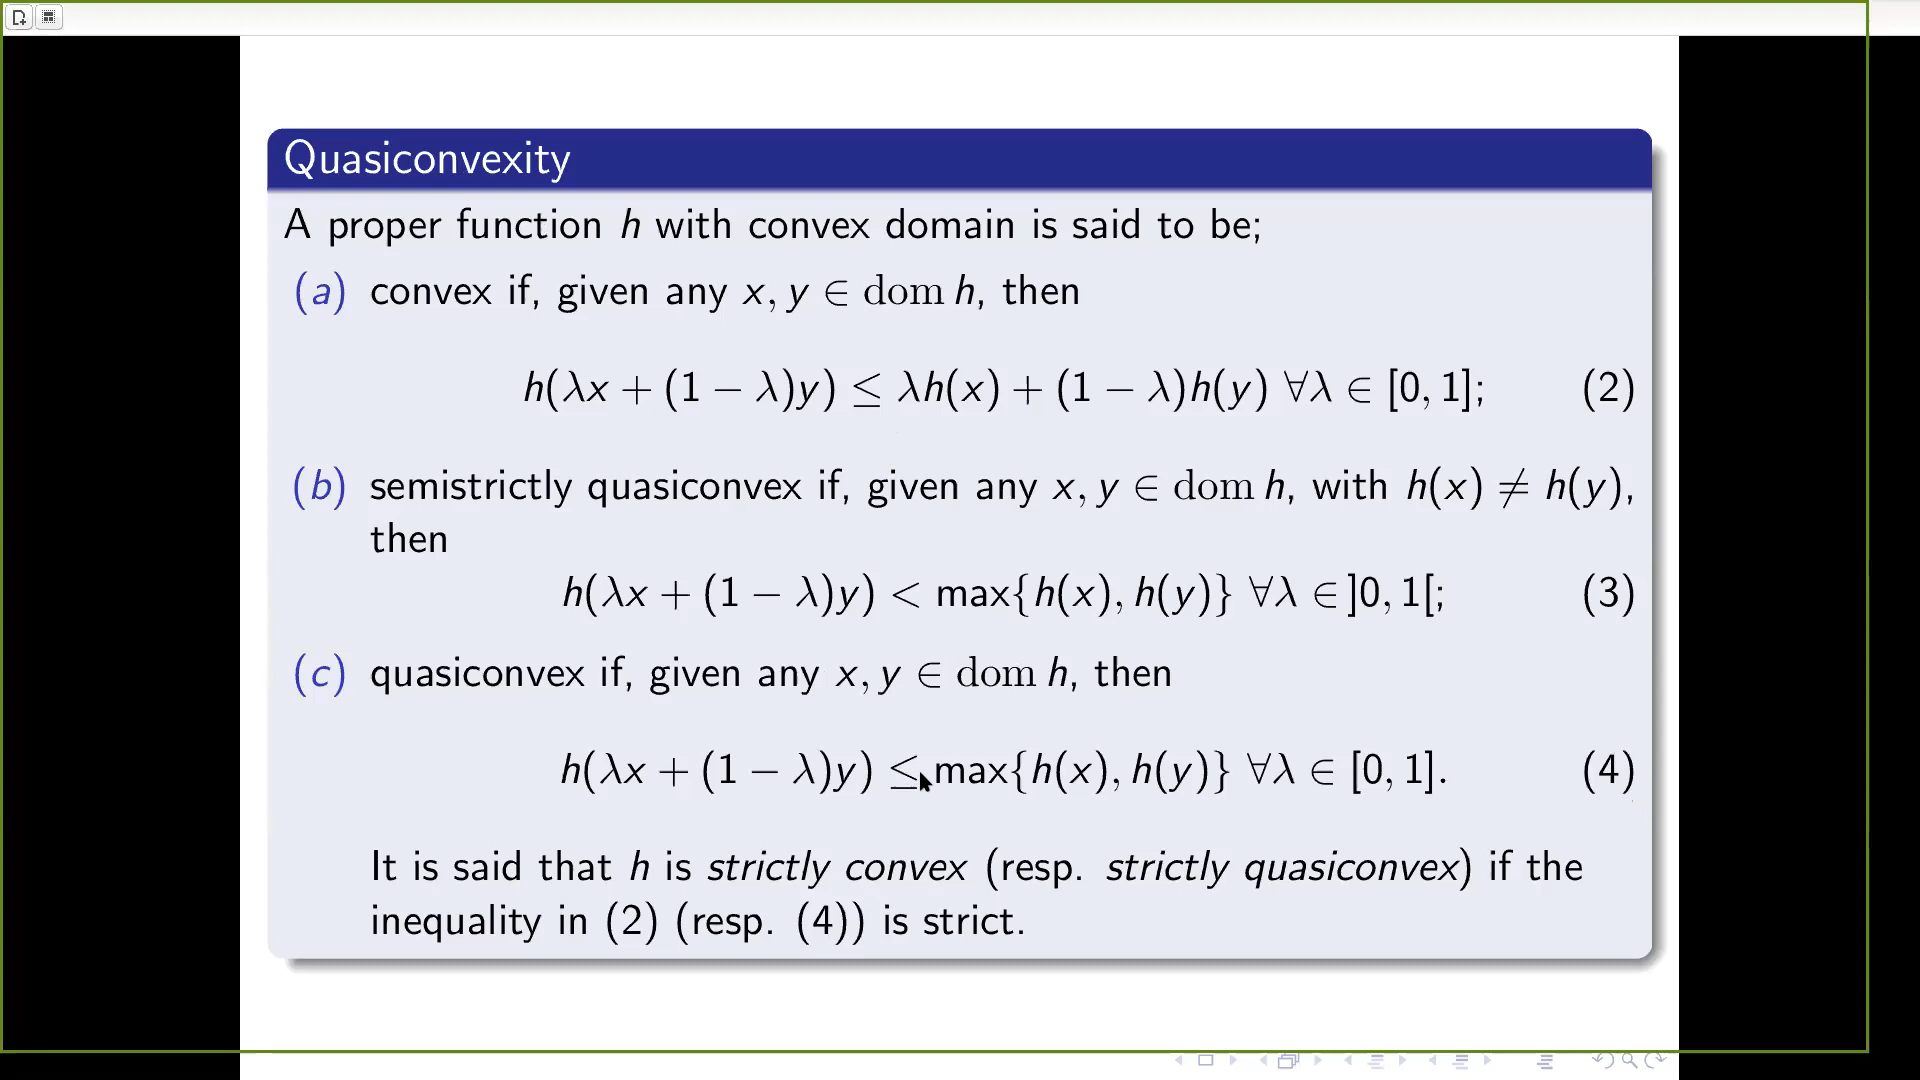 Quasiconvexity
A proper function h with convex domain is said to be;
(a) convex if, given any x, y ∈ dom h, then
h(λx + (1 − λ)y) ≤ λh(x) + (1 − λ)h(y) ∀λ ∈ [0, 1]; (2)
(b) semistrictly quasiconvex if, given any x, y ∈ dom h, with h(x) ≠ h(y),
then
h(λx + (1 − λ)y) < max{h(x), h(y)} ∀λ ∈ ]0, 1[; (3)
(c) quasiconvex if, given any x, y ∈ dom h, then
h(λx + (1 − λ)y) ≤ max{h(x), h(y)} ∀λ ∈ [0, 1]. (4)
It is said that h is strictly convex (resp. strictly quasiconvex) if the
inequality in (2) (resp. (4)) is strict.